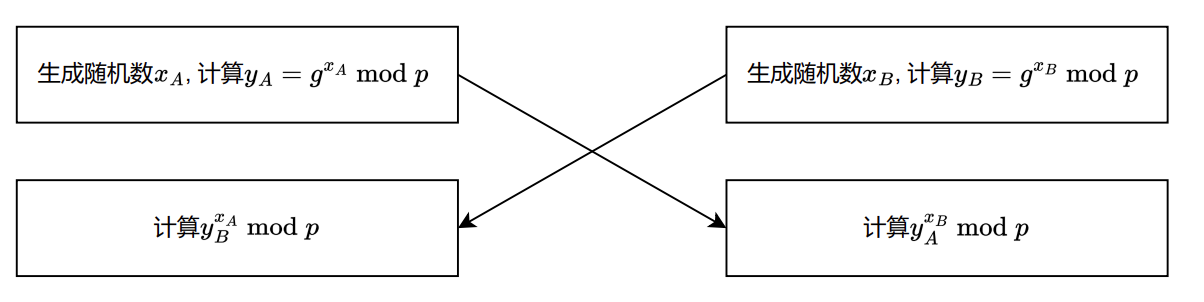 生成随机数$x_A$, 计算$y_A = g^{x_A} \bmod p$
生成随机数$x_B$, 计算$y_B = g^{x_B} \bmod p$
计算$y_B^{x_A} \bmod p$
计算$y_A^{x_B} \bmod p$